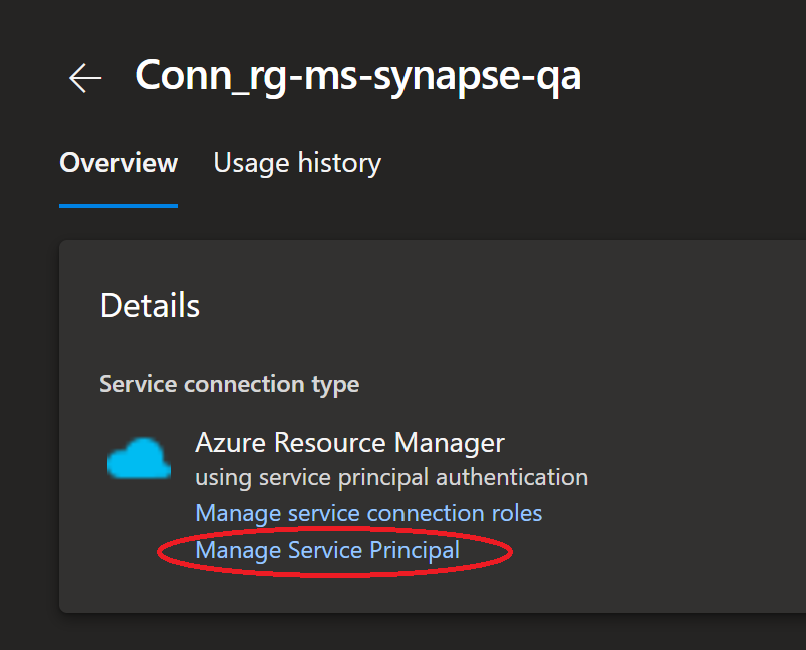 Conn_rg-ms-synapse-qa
Overview Usage history
Details
Service connection type
Azure Resource Manager
using service principal authentication
Manage service connection roles
Manage Service Principal